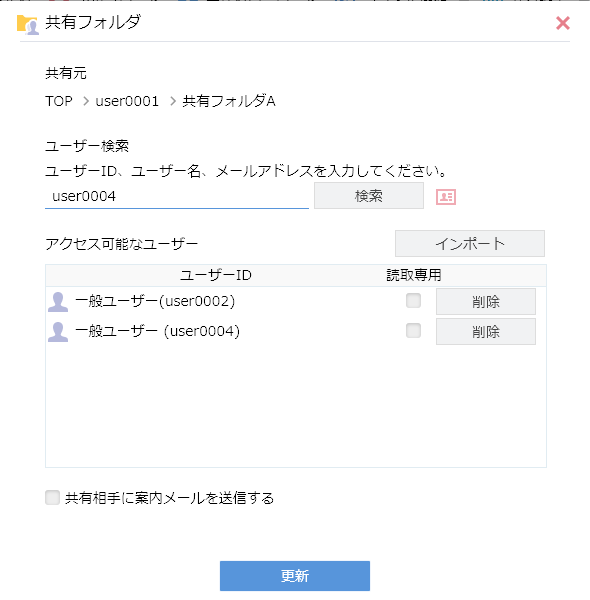 共有フォルダ
共有元
TOP > user0001 > 共有フォルダA
ユーザー検索
ユーザーID、ユーザー名、メールアドレスを入力してください。
user0004 検索
アクセス可能なユーザー インポート
ユーザーID 読取専用
一般ユーザー(user0002) 削除
一般ユーザー (user0004) 削除
共有相手に案内メールを送信する
更新